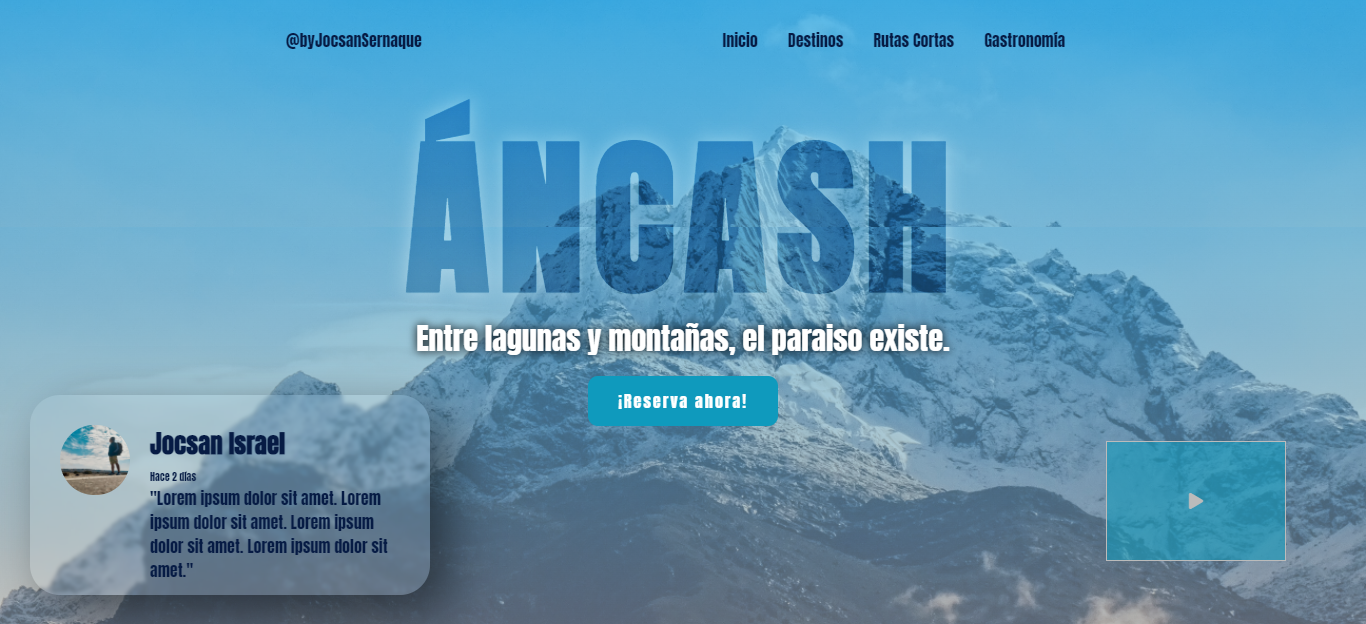 @byJocsanSernaque
Inicio Destinos Rutas Cortas Gastronomía
ÁNCASH
Entre lagunas y montañas, el paraiso existe.
¡Reserva ahora!
Jocsan Israel
Hace 2 días
"Lorem ipsum dolor sit amet. Lorem
ipsum dolor sit amet. Lorem ipsum
dolor sit amet. Lorem ipsum dolor sit
amet."